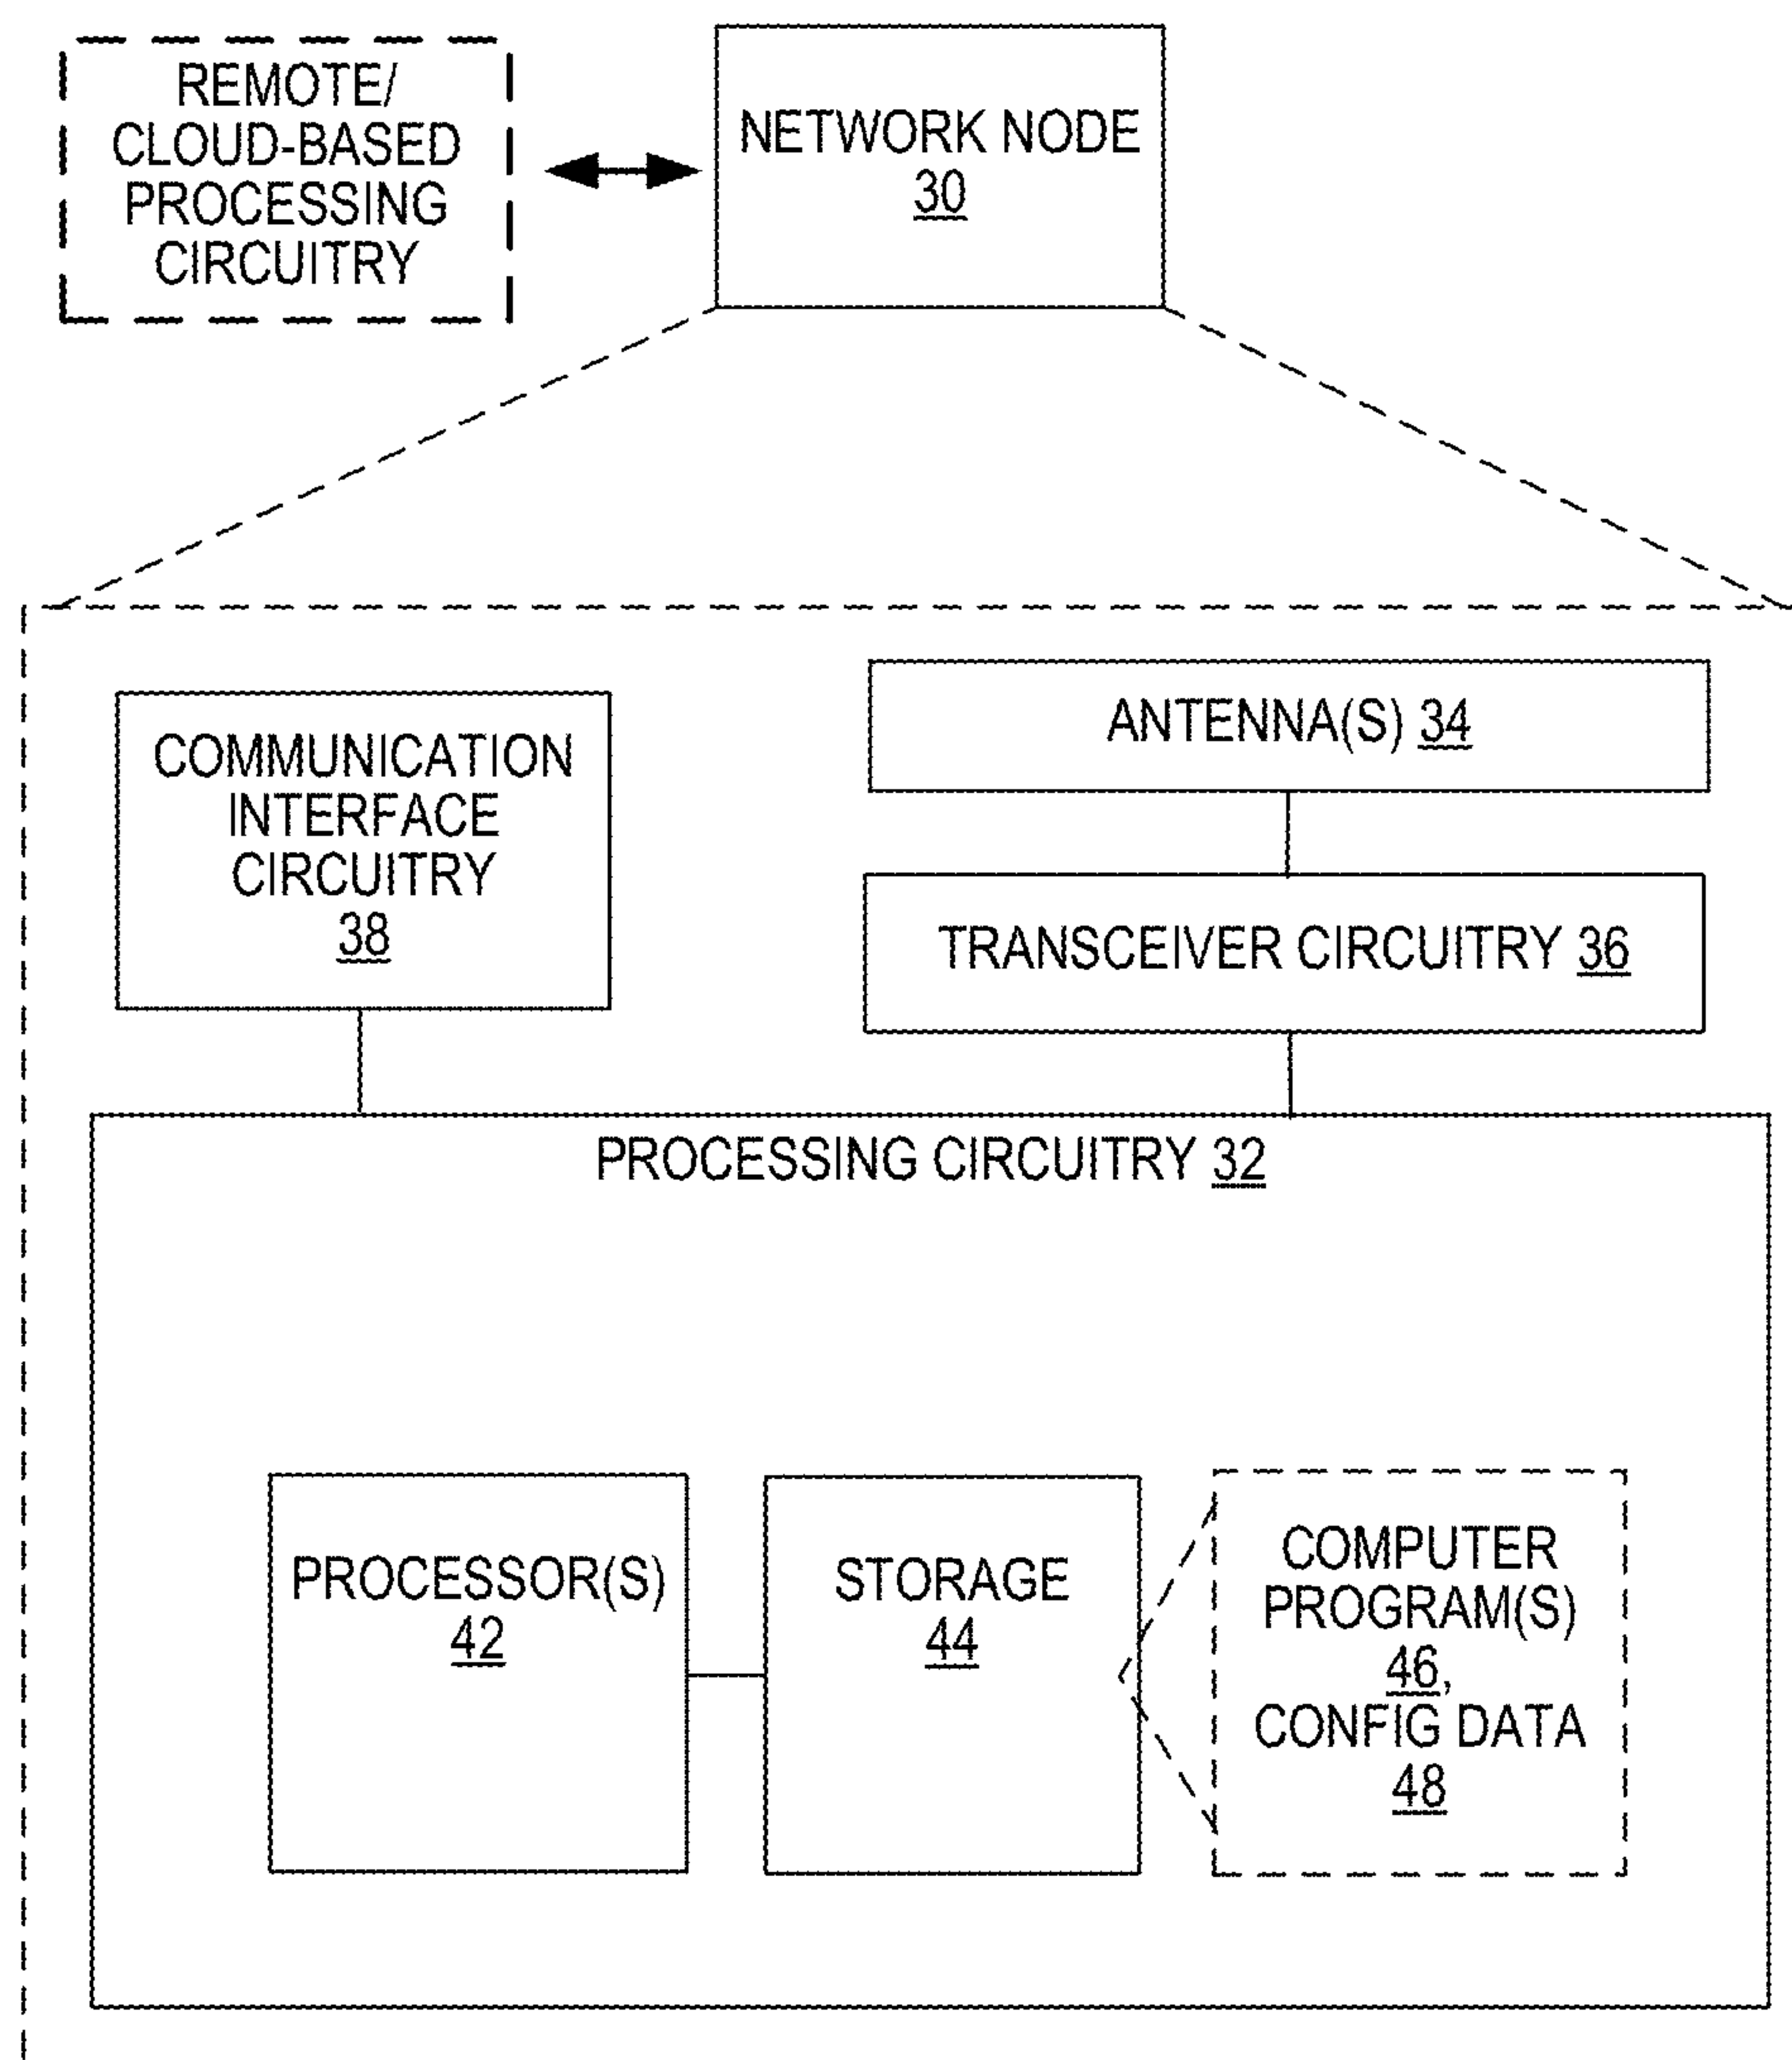 REMOTE/
CLOUD-BASED
PROCESSING
CIRCUITRY
NETWORK NODE
30
COMMUNICATION
INTERFACE
CIRCUITRY
38
ANTENNA(S) 34
TRANSCEIVER CIRCUITRY 36
PROCESSING CIRCUITRY 32
PROCESSOR(S)
42
STORAGE
44
COMPUTER
PROGRAM(S)
46,
CONFIG DATA
48